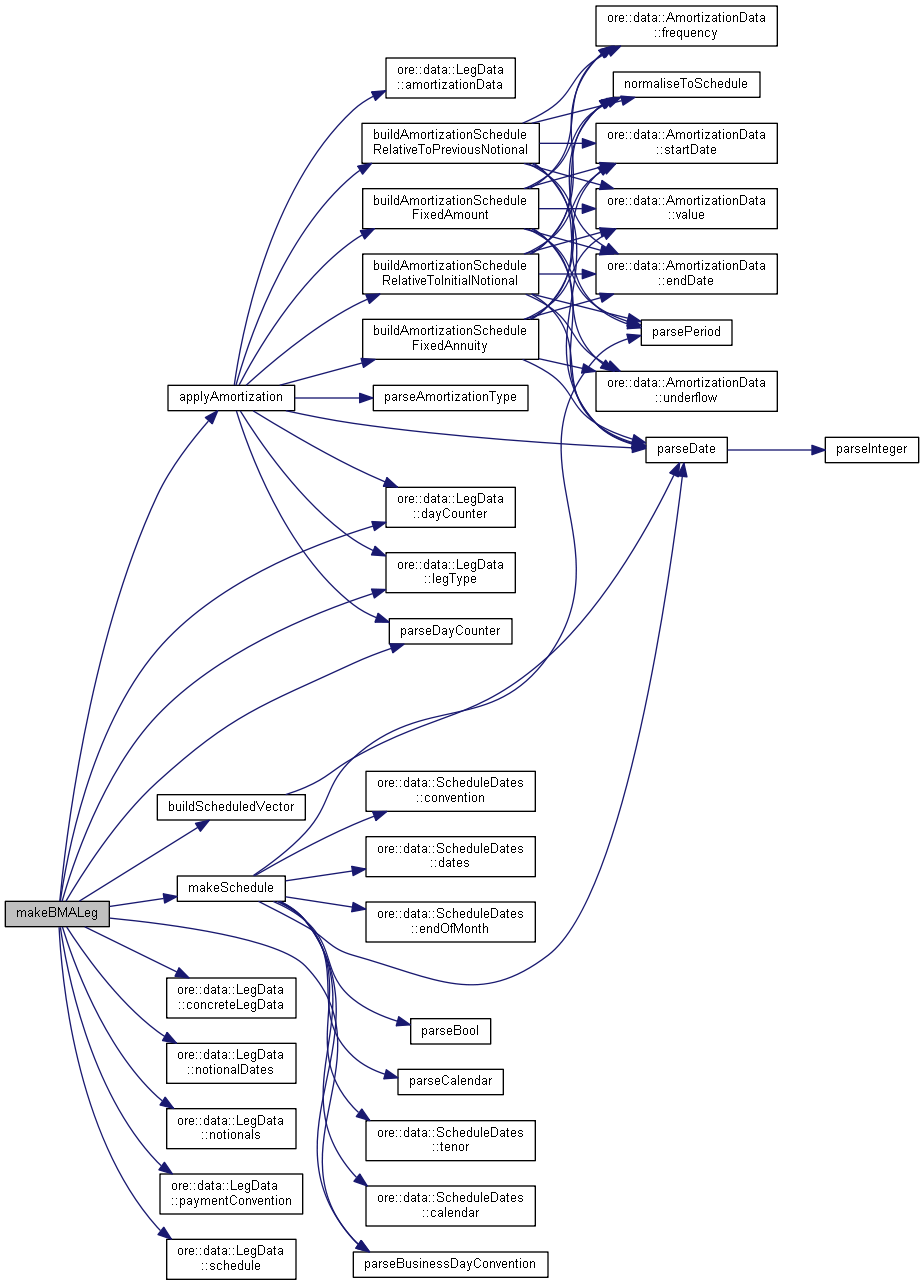 ore::data::AmortizationData
::frequency
ore::data::LegData
::amortizationData
normaliseToSchedule
buildAmortizationSchedule
RelativeToPreviousNotional
ore::data::AmortizationData
::startDate
buildAmortizationSchedule
FixedAmount
ore::data::AmortizationData
::value
buildAmortizationSchedule
RelativeToInitialNotional
ore::data::AmortizationData
::endDate
buildAmortizationSchedule
FixedAnnuity
parsePeriod
applyAmortization
parseAmortizationType
ore::data::AmortizationData
::underflow
parseDate
parseInteger
ore::data::LegData
::dayCounter
ore::data::LegData
::legType
parseDayCounter
buildScheduledVector
ore::data::ScheduleDates
::convention
ore::data::ScheduleDates
::dates
makeSchedule
makeBMALeg
ore::data::ScheduleDates
::endOfMonth
ore::data::LegData
::concreteLegData
parseBool
ore::data::LegData
::notionalDates
parseCalendar
ore::data::LegData
::notionals
ore::data::ScheduleDates
::tenor
ore::data::LegData
::paymentConvention
ore::data::ScheduleDates
::calendar
ore::data::LegData
::schedule
parseBusinessDayConvention